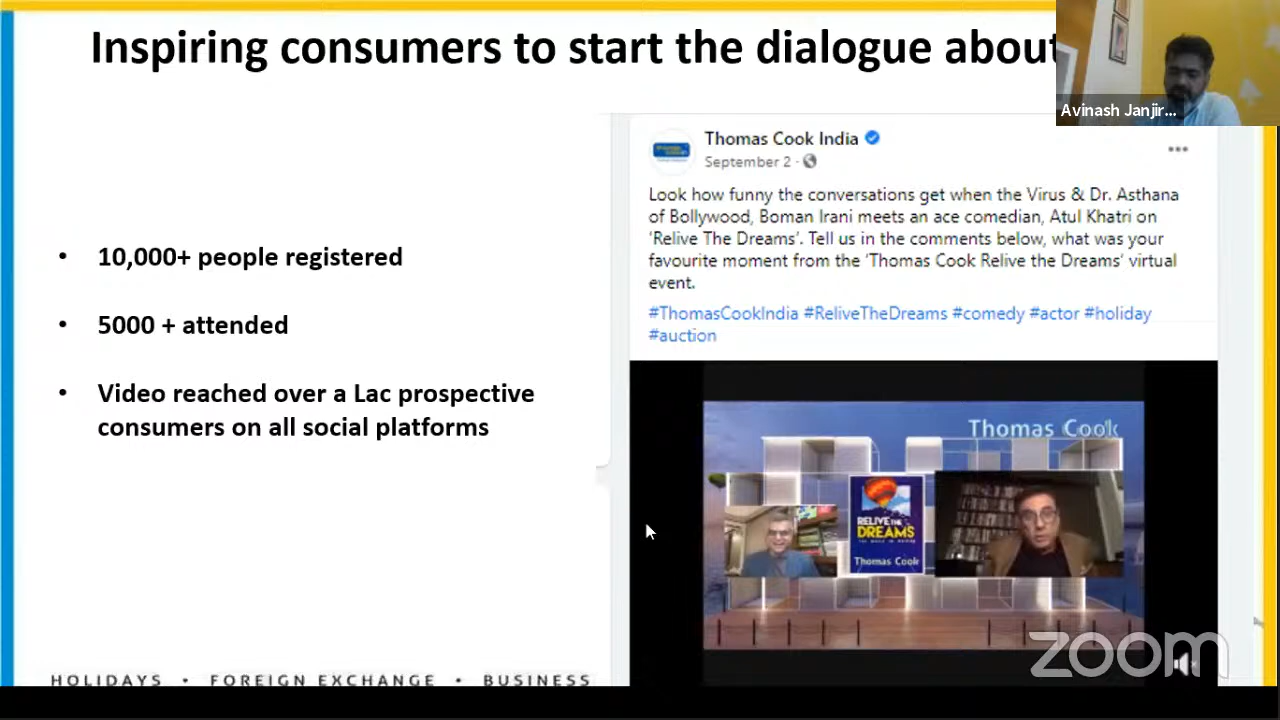 Inspiring consumers to start the dialogue about
Avinash Janjir...
Thomas Cook India
September 2 ·
Look how funny the conversations get when the Virus & Dr. Asthana
of Bollywood, Boman Irani meets an ace comedian, Atul Khatri on
‘Relive The Dreams’. Tell us in the comments below, what was your
favourite moment from the ‘Thomas Cook Relive the Dreams’ virtual
event.
#ThomasCookIndia #ReliveTheDreams #comedy #actor #holiday
#auction
• 10,000+ people registered
• 5000 + attended
• Video reached over a Lac prospective
consumers on all social platforms
Thomas Cook
RELIVE THE
DREAMS
Thomas Cook
zoom
HOLIDAYS • FOREIGN EXCHANGE • BUSINESS